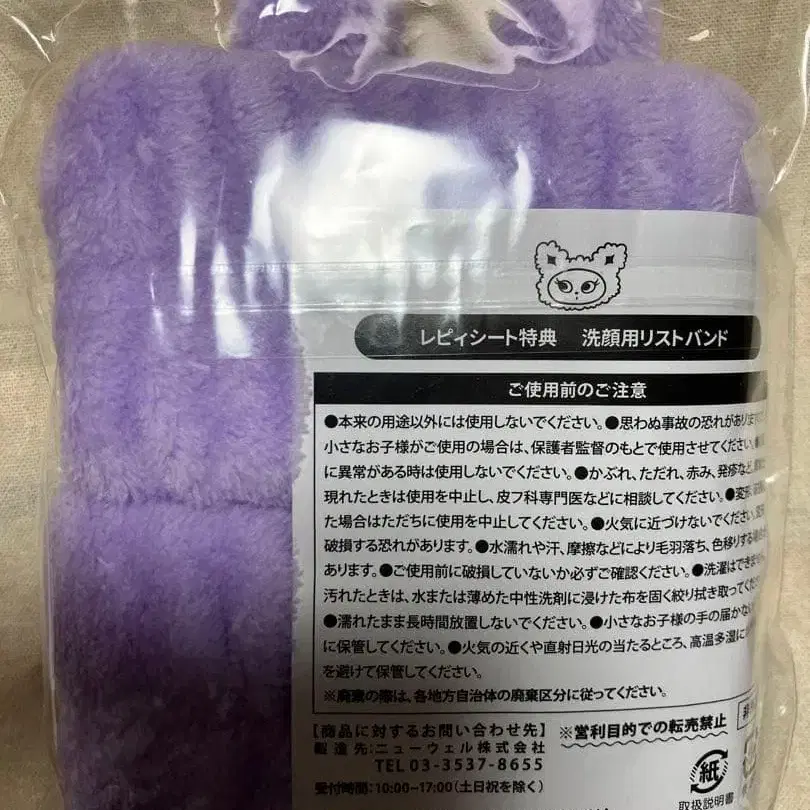 レピィシート特典 洗顔用リストバンド
ご使用前のご注意
●本来の用途以外には使用しないでください。●思わぬ事故の恐れがあります
小さなお子様がご使用の場合は、保護者監督のもとで使用させてください。●
に異常がある時は使用しないでください。●かぶれ、ただれ、赤み、発疹など、
現れたときは使用を中止し、皮フ科専門医などに相談してください。●変形
た場合はただちに使用を中止してください。●火気に近づけないでください。
破損する恐れがあります。●水濡れや汗、摩擦などにより毛羽落ち、色移りする場合が
あります。●ご使用前に破損していないか必ずご確認ください。●洗濯はできません。
汚れたときは、水または薄めた中性洗剤に浸けた布を固く絞り拭き取ってください
●濡れたまま長時間放置しないでください。●小さなお子様の手の届かない
に保管してください。●火気の近くや直射日光の当たるところ、高温多湿に
を避けて保管してください。
※廃棄の際は、各地方自治体の廃棄区分に従ってください。
【商品に対するお問い合わせ先】 ※営利目的での転売禁止
製造先:ニューウェル株式会社
TEL 03-3537-8655
受付時間:10:00~17:00(土日祝を除く)
紙
取扱説明書